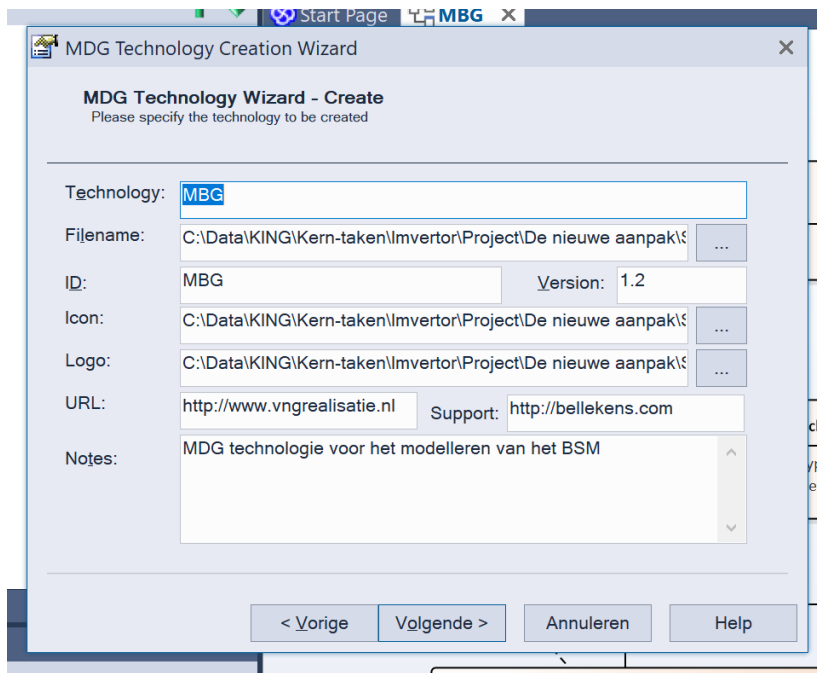 Start Page MBG
MDG Technology Creation Wizard
MDG Technology Wizard - Create
Please specify the technology to be created
Technology: MBG
Filename: C:\Data\KING\Kern-taken\Imvertor\Project\De nieuwe aanpak\S ...
ID: MBG Version: 1.2
Icon: C:\Data\KING\Kern-taken\Imvertor\Project\De nieuwe aanpak\S ...
Logo: C:\Data\KING\Kern-taken\Imvertor\Project\De nieuwe aanpak\S ...
URL: http://www.vngrealisatie.nl Support: http://bellekens.com
Notes: MDG technologie voor het modelleren van het BSM
< Vorige Volgende > Annuleren Help